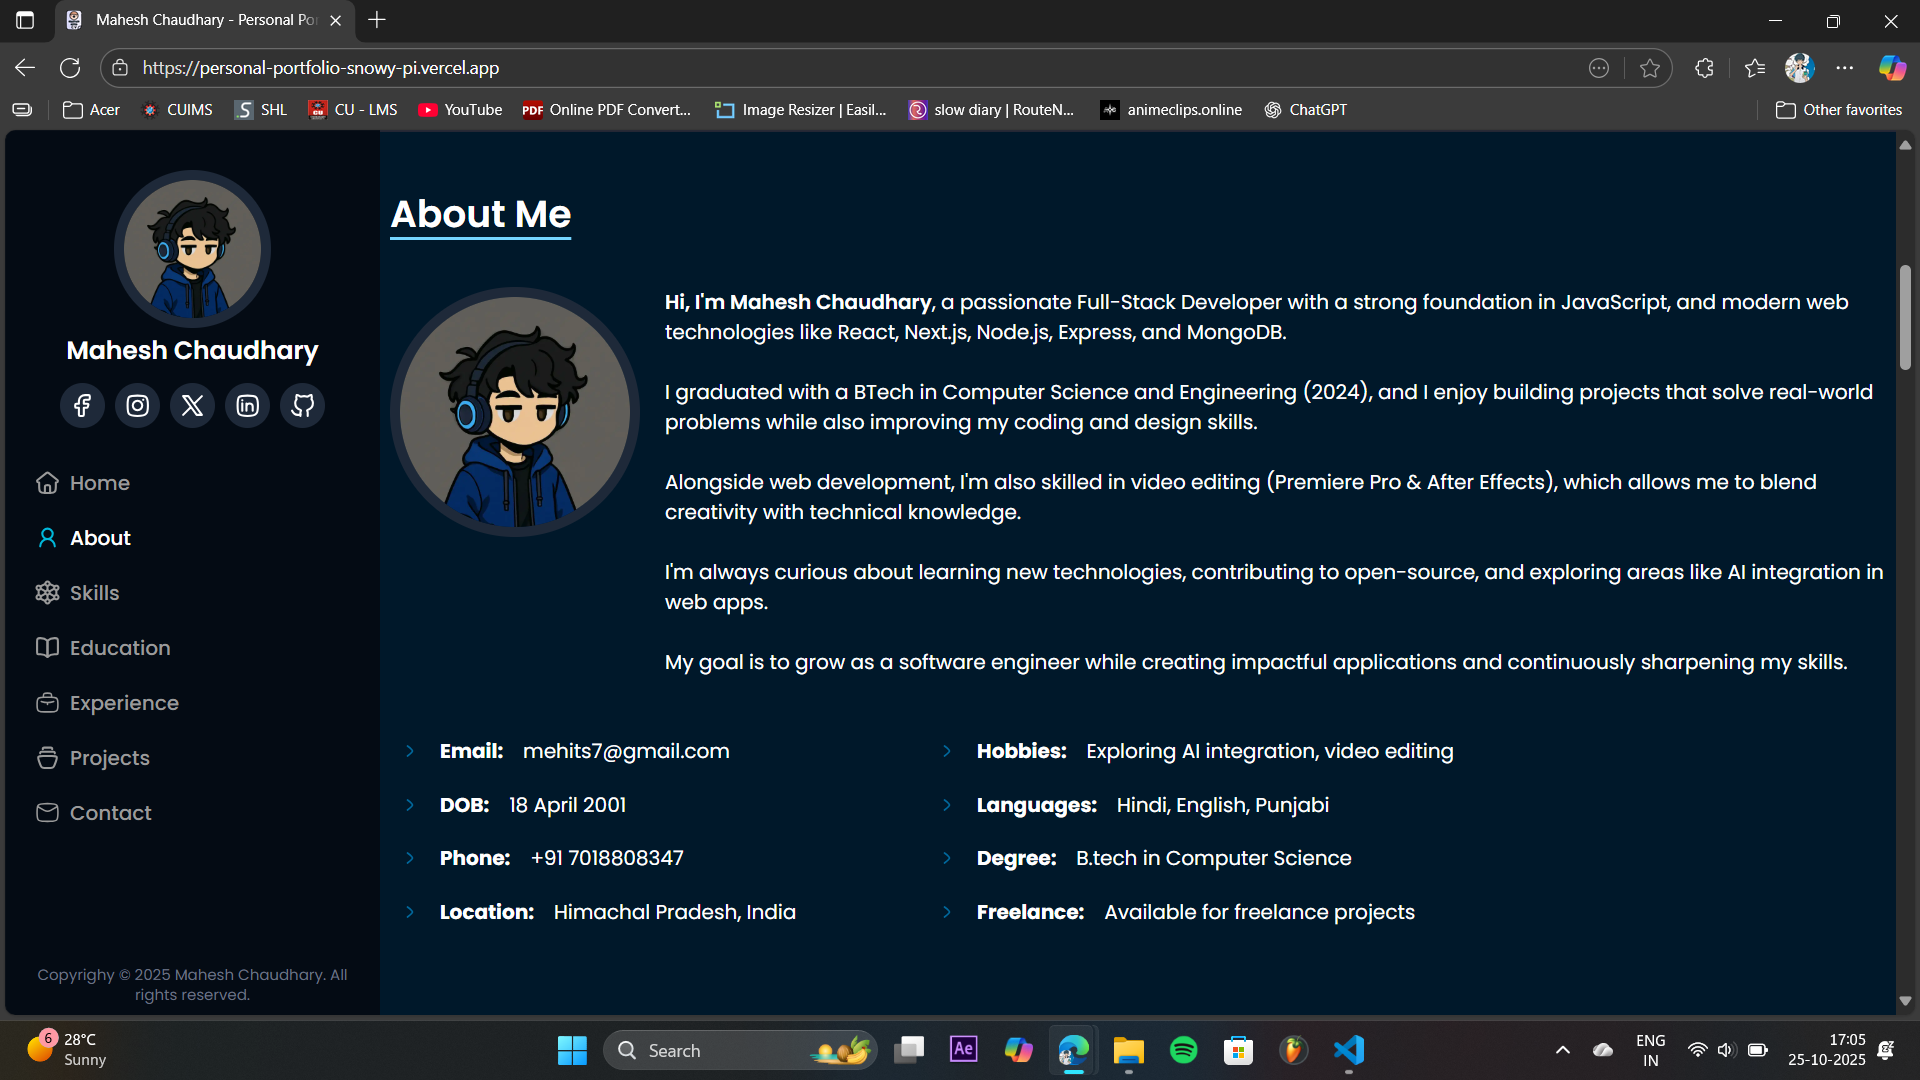 Mahesh Chaudhary - Personal Po
https://personal-portfolio-snowy-pi.vercel.app
Acer
CUIMS
SHL
CU - LMS
YouTube
PDF Online PDF Convert...
Image Resizer | Easil...
slow diary | RouteN...
animeclips.online
ChatGPT
Other favorites
Mahesh Chaudhary
Home
About
Skills
Education
Experience
Projects
Contact
Copyrighy © 2025 Mahesh Chaudhary. All
rights reserved.
About Me
Hi, I'm Mahesh Chaudhary, a passionate Full-Stack Developer with a strong foundation in JavaScript, and modern web
technologies like React, Next.js, Node.js, Express, and MongoDB.
I graduated with a BTech in Computer Science and Engineering (2024), and I enjoy building projects that solve real-world
problems while also improving my coding and design skills.
Alongside web development, I'm also skilled in video editing (Premiere Pro & After Effects), which allows me to blend
creativity with technical knowledge.
I'm always curious about learning new technologies, contributing to open-source, and exploring areas like AI integration in
web apps.
My goal is to grow as a software engineer while creating impactful applications and continuously sharpening my skills.
Email: mehits7@gmail.com
DOB: 18 April 2001
Phone: +91 7018808347
Location: Himachal Pradesh, India
Hobbies: Exploring AI integration, video editing
Languages: Hindi, English, Punjabi
Degree: B.tech in Computer Science
Freelance: Available for freelance projects
6
28°C
Sunny
Search
Ae
ENG
IN
17:05
25-10-2025